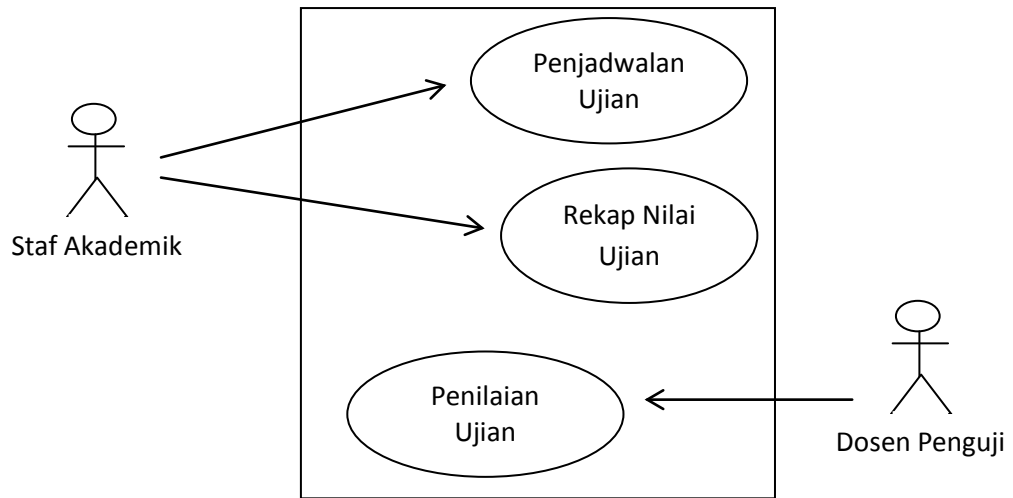 Penjadwalan
Ujian
Staf Akademik
Rekap Nilai
Ujian
Penilaian
Ujian
Dosen Penguji